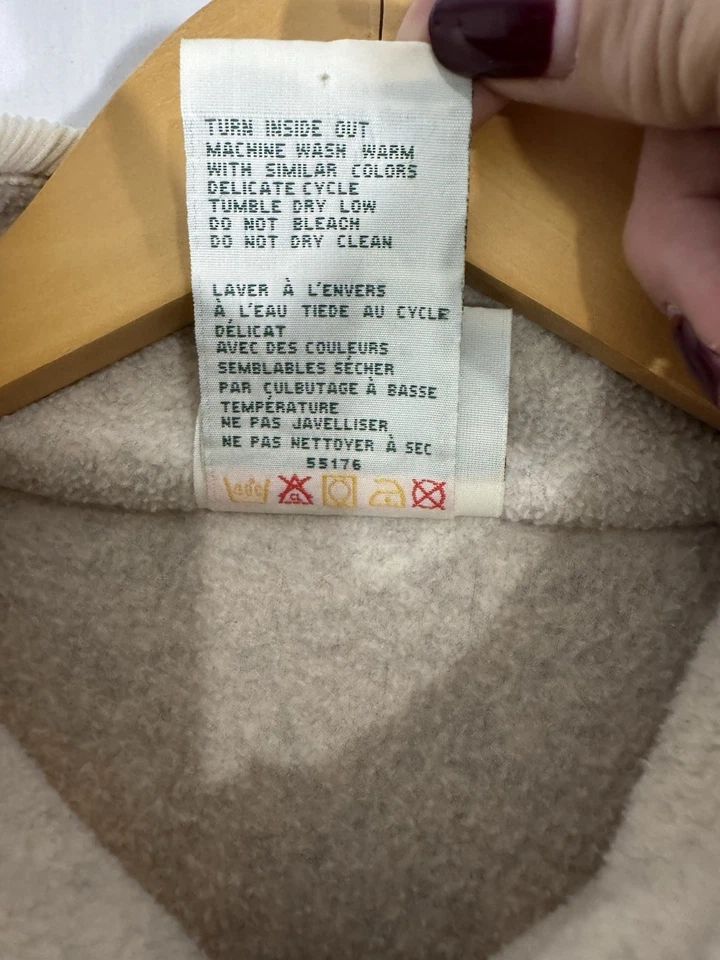 TURN INSIDE OUT
MACHINE WASH WARM
WITH SIMILAR COLORS
DELICATE CYCLE
TUMBLE DRY LOW
DO NOT BLEACH
DO NOT DRY CLEAN
LAVER À L'ENVERS
À L'EAU TIEDE AU CYCLE
DÉLICAT
AVEC DES COULEURS
SEMBLABLES SÉCHER
PAR CULBUTAGE À BASSE
TEMPÉRATURE
NE PAS JAVELLISER
NE PAS NETTOYER À SEC
55176
CL